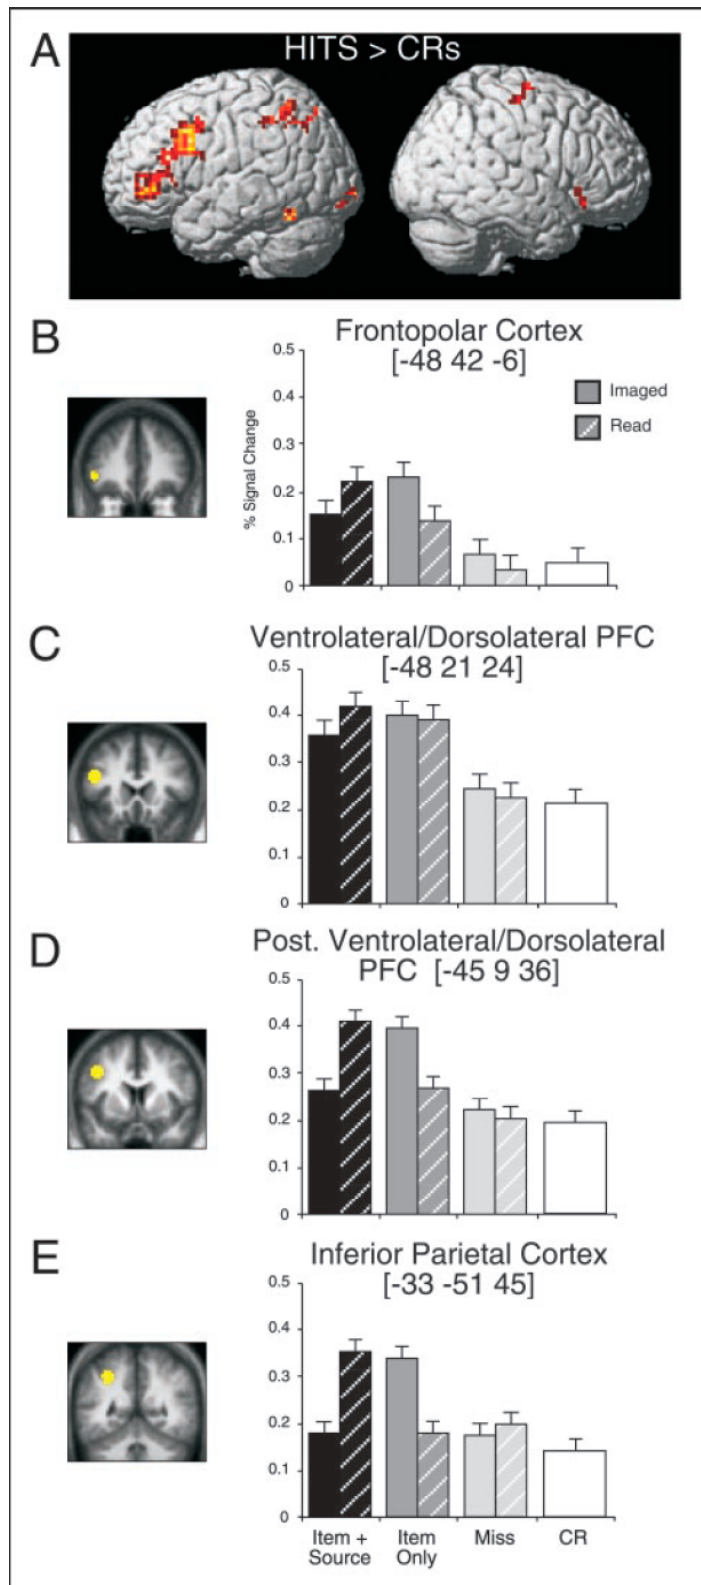 A
HITS > CRs
B
Frontopolar Cortex
[-48 42 -6]
0.5
0.4
0.3
0.2
0.1
0
% Signal Change
Imaged
Read
C
Ventrolateral/Dorsolateral PFC
[-48 21 24]
0.5
0.4
0.3
0.2
0.1
0
D
Post. Ventrolateral/Dorsolateral
PFC [-45 9 36]
0.5
0.4
0.3
0.2
0.1
0
E
Inferior Parietal Cortex
[-33 -51 45]
0.5
0.4
0.3
0.2
0.1
0
Item +
Source
Item
Only
Miss
CR